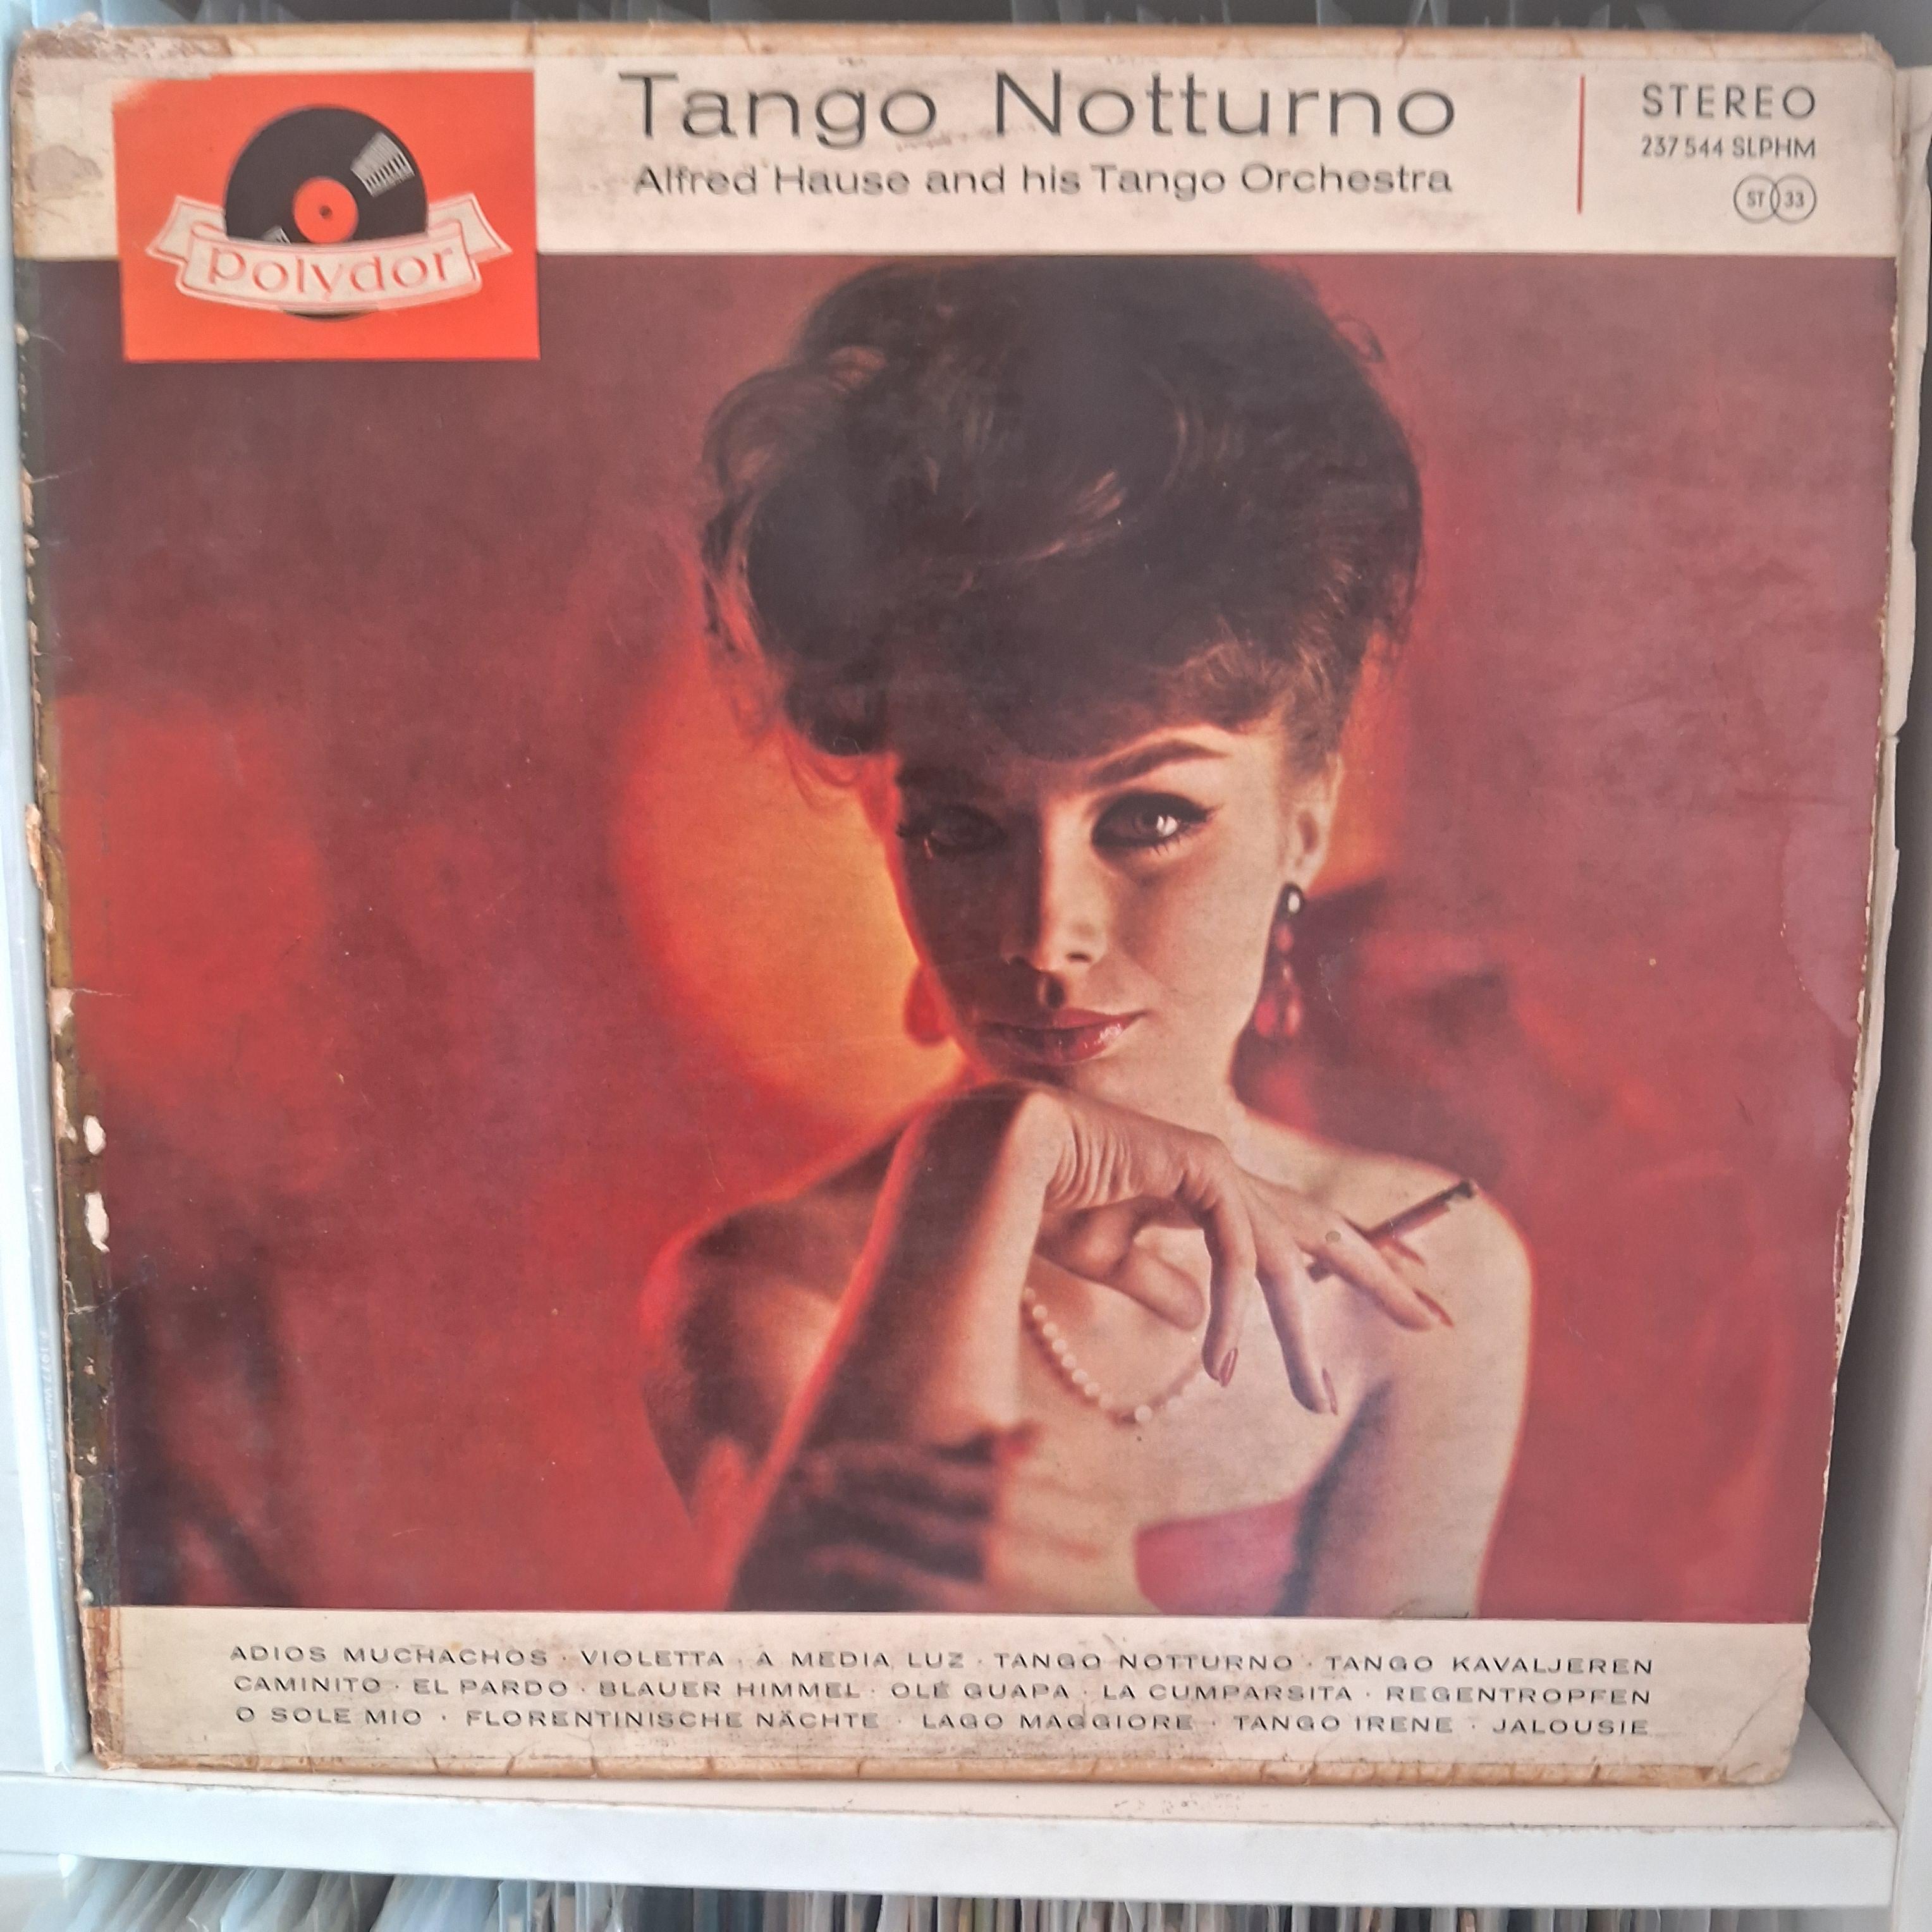 Tango Notturno
Alfred Hause and his Tango Orchestra
STEREO
237 544 SLPHM
ST 33
polydor
ADIOS MUCHACHOS · VIOLETTA · A MEDIA LUZ · TANGO NOTTURNO · TANGO KAVALJEREN
CAMINITO · EL PARDO · BLAUER HIMMEL · OLÉ GUAPA · LA CUMPARSITA · REGENTROPFEN
O SOLE MIO · FLORENTINISCHE NÄCHTE · LAGO MAGGIORE · TANGO IRENE · JALOUSIE